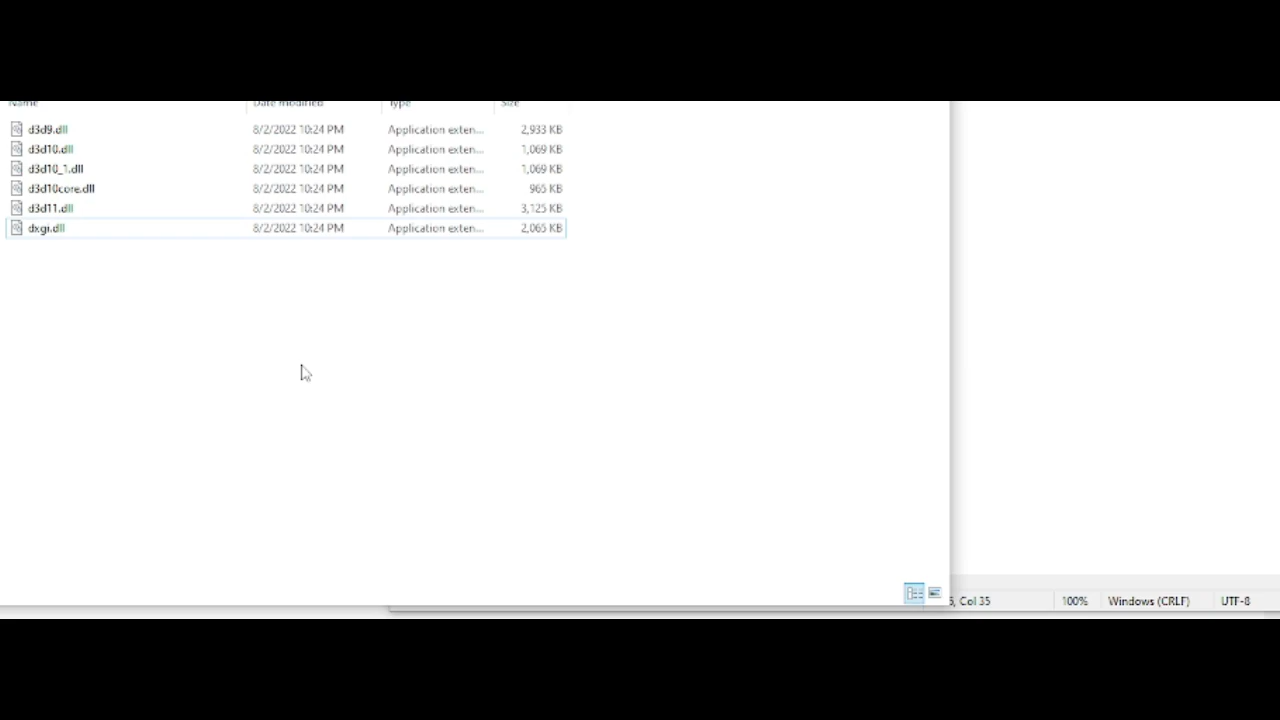 Name Date modified Type Size
d3d9.dll 8/2/2022 10:24 PM Application exten... 2,933 KB
d3d10.dll 8/2/2022 10:24 PM Application exten... 1,069 KB
d3d10_1.dll 8/2/2022 10:24 PM Application exten... 1,069 KB
d3d10core.dll 8/2/2022 10:24 PM Application exten... 965 KB
d3d11.dll 8/2/2022 10:24 PM Application exten... 3,125 KB
dxgi.dll 8/2/2022 10:24 PM Application exten... 2,065 KB
, Col 35 100% Windows (CRLF) UTF-8